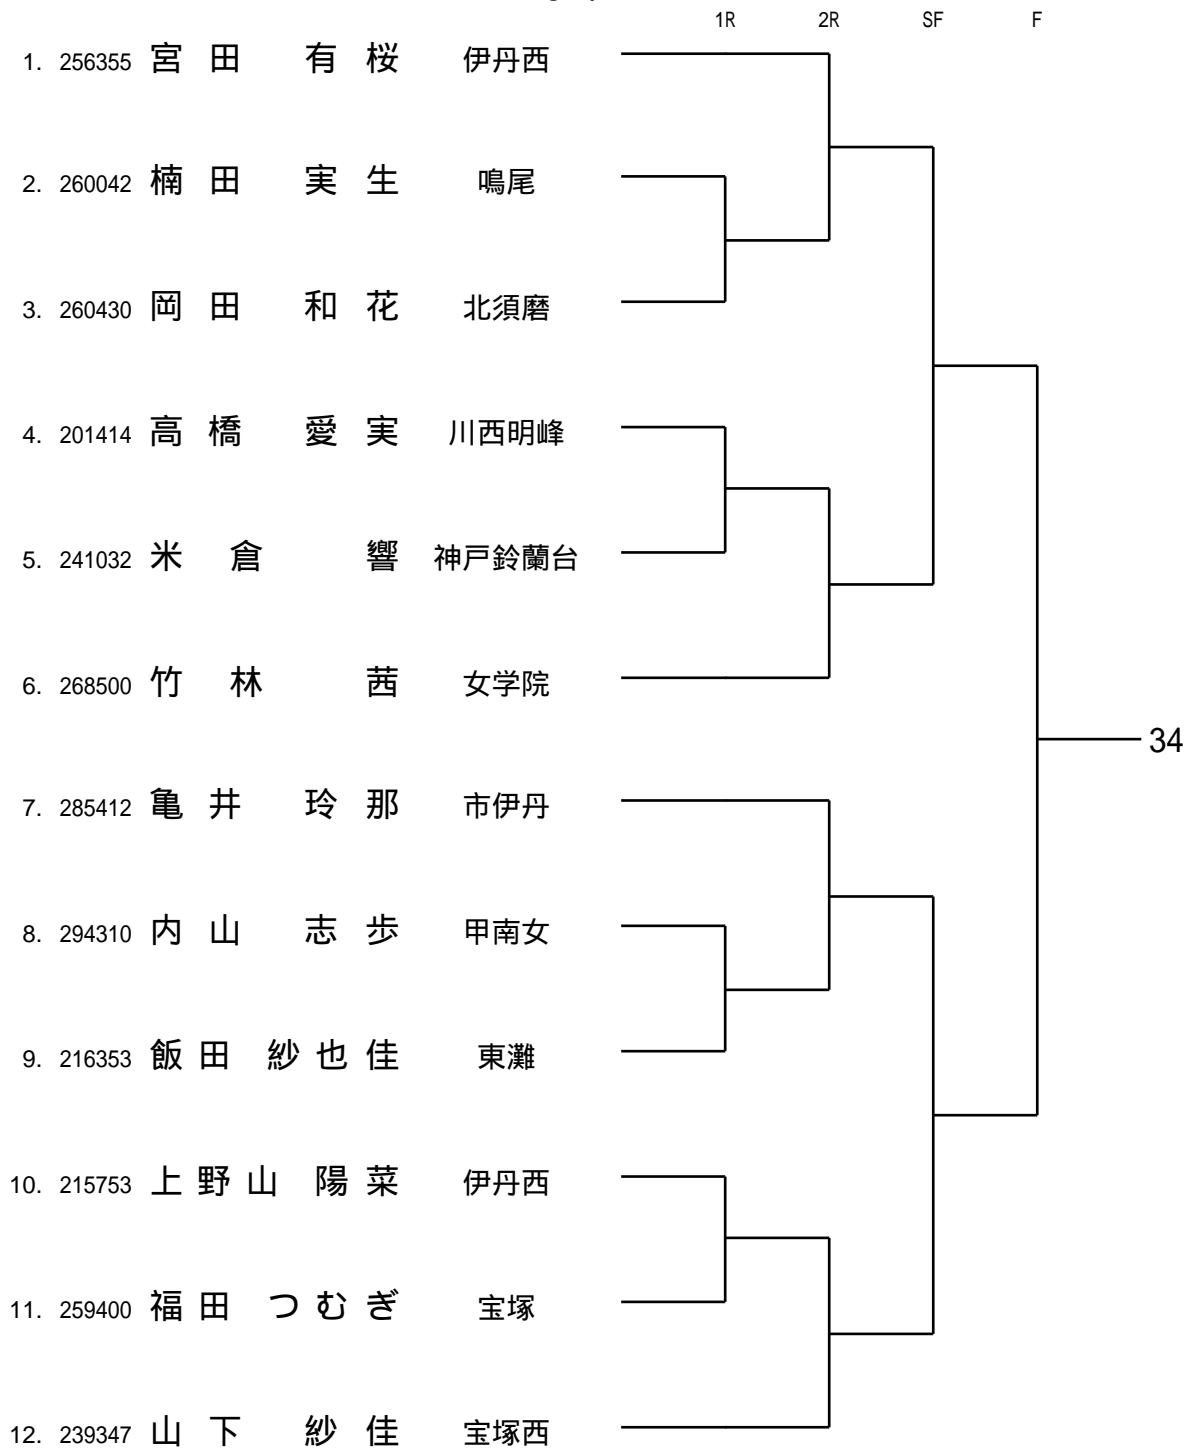 1R 2R SF F
1. 256355 宮田 有桜 伊丹西
2. 260042 楠田 実生 鳴尾
3. 260430 岡田 和花 北須磨
4. 201414 高橋 愛実 川西明峰
5. 241032 米倉 響 神戸鈴蘭台
6. 268500 竹林 茜 女学院
34
7. 285412 亀井 玲那 市伊丹
8. 294310 内山 志歩 甲南女
9. 216353 飯田 紗也佳 東灘
10. 215753 上野山 陽菜 伊丹西
11. 259400 福田 つむぎ 宝塚
12. 239347 山下 紗佳 宝塚西